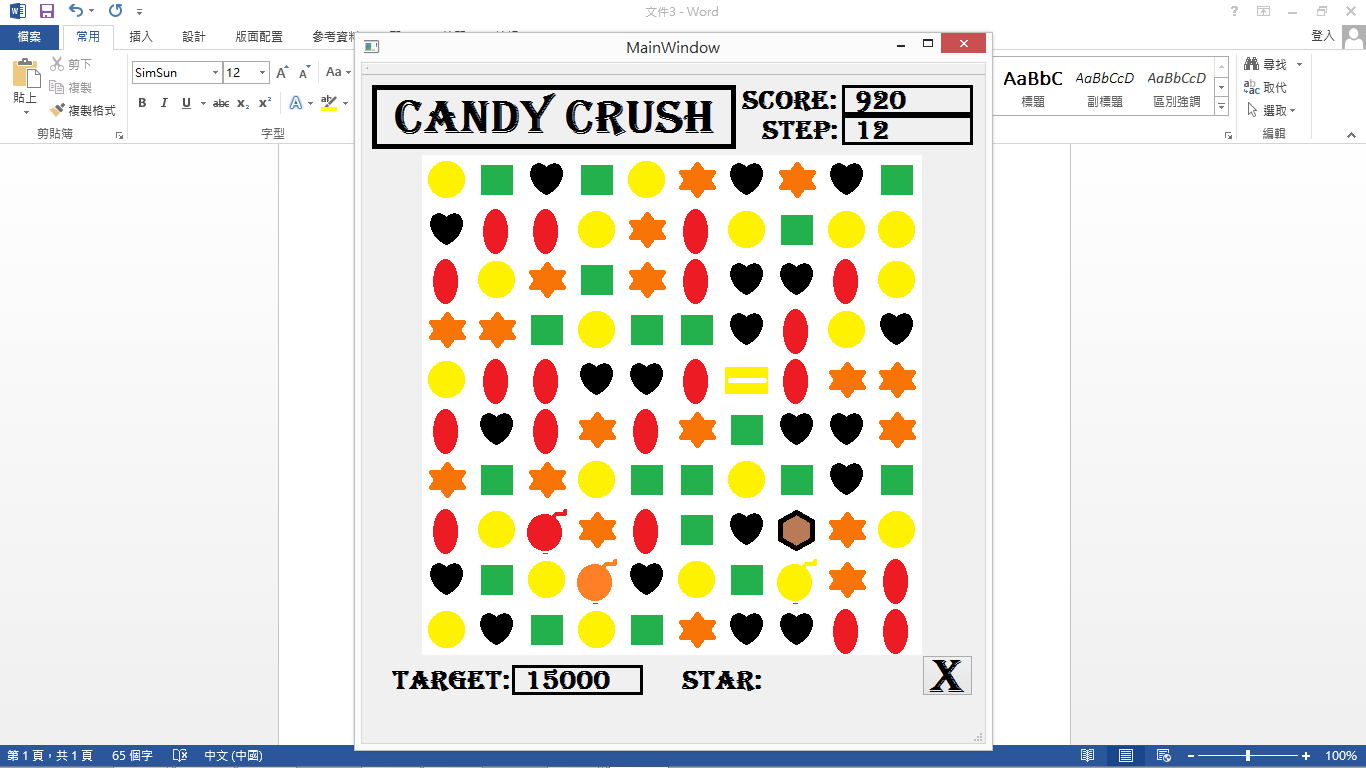 文件3 - Word
檔案 常用 插入 設計 版面配置 參考資料
登入
貼上
剪下
複製
複製格式
剪貼簿
SimSun 12
B I U abc x₂ x²
A A Aa
字型
AaBbC AaBbCcD AaBbCcD
標題 副標題 區別強調
尋找
取代
選取
編輯
MainWindow
CANDY CRUSH
SCORE: 920
STEP: 12
TARGET: 15000
STAR:
X
第 1 頁，共 1 頁 65 個字 中文 (中國)
100%